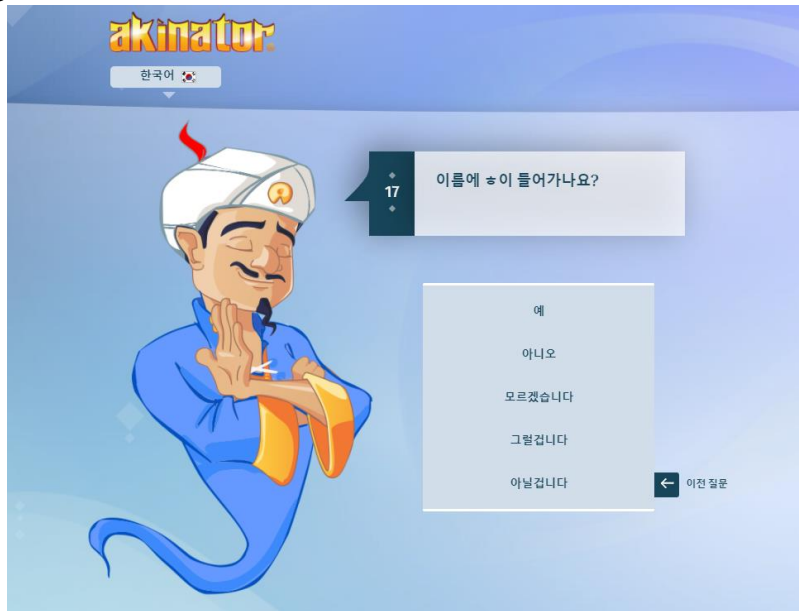 akinator
한국어
17
이름에 ㅎ이 들어가나요?
예
아니오
모르겠습니다
그럴겁니다
아닐겁니다
이전 질문